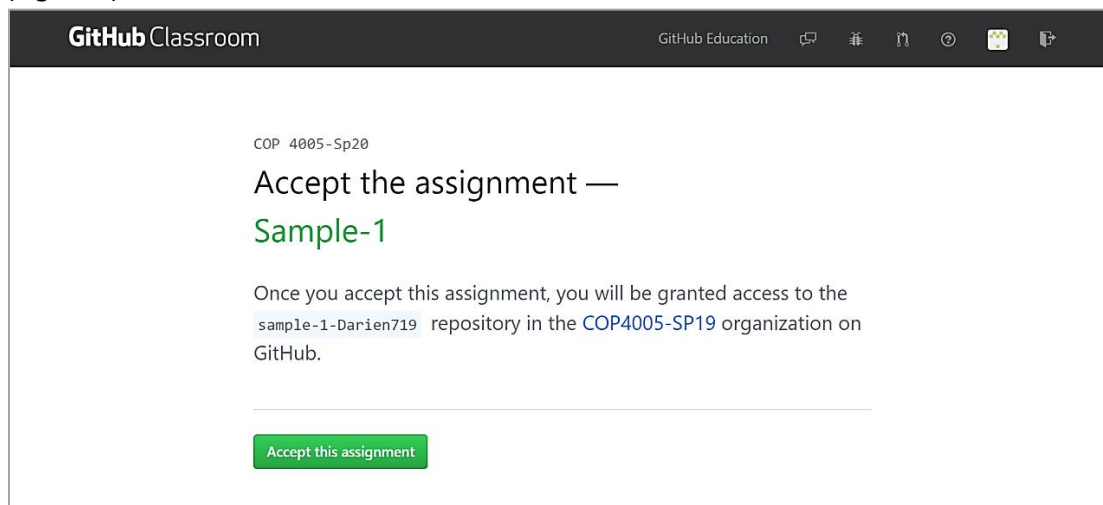 GitHub Classroom
GitHub Education
COP 4005-Sp20
Accept the assignment —
Sample-1
Once you accept this assignment, you will be granted access to the
sample-1-Darien719 repository in the COP4005-SP19 organization on
GitHub.
Accept this assignment